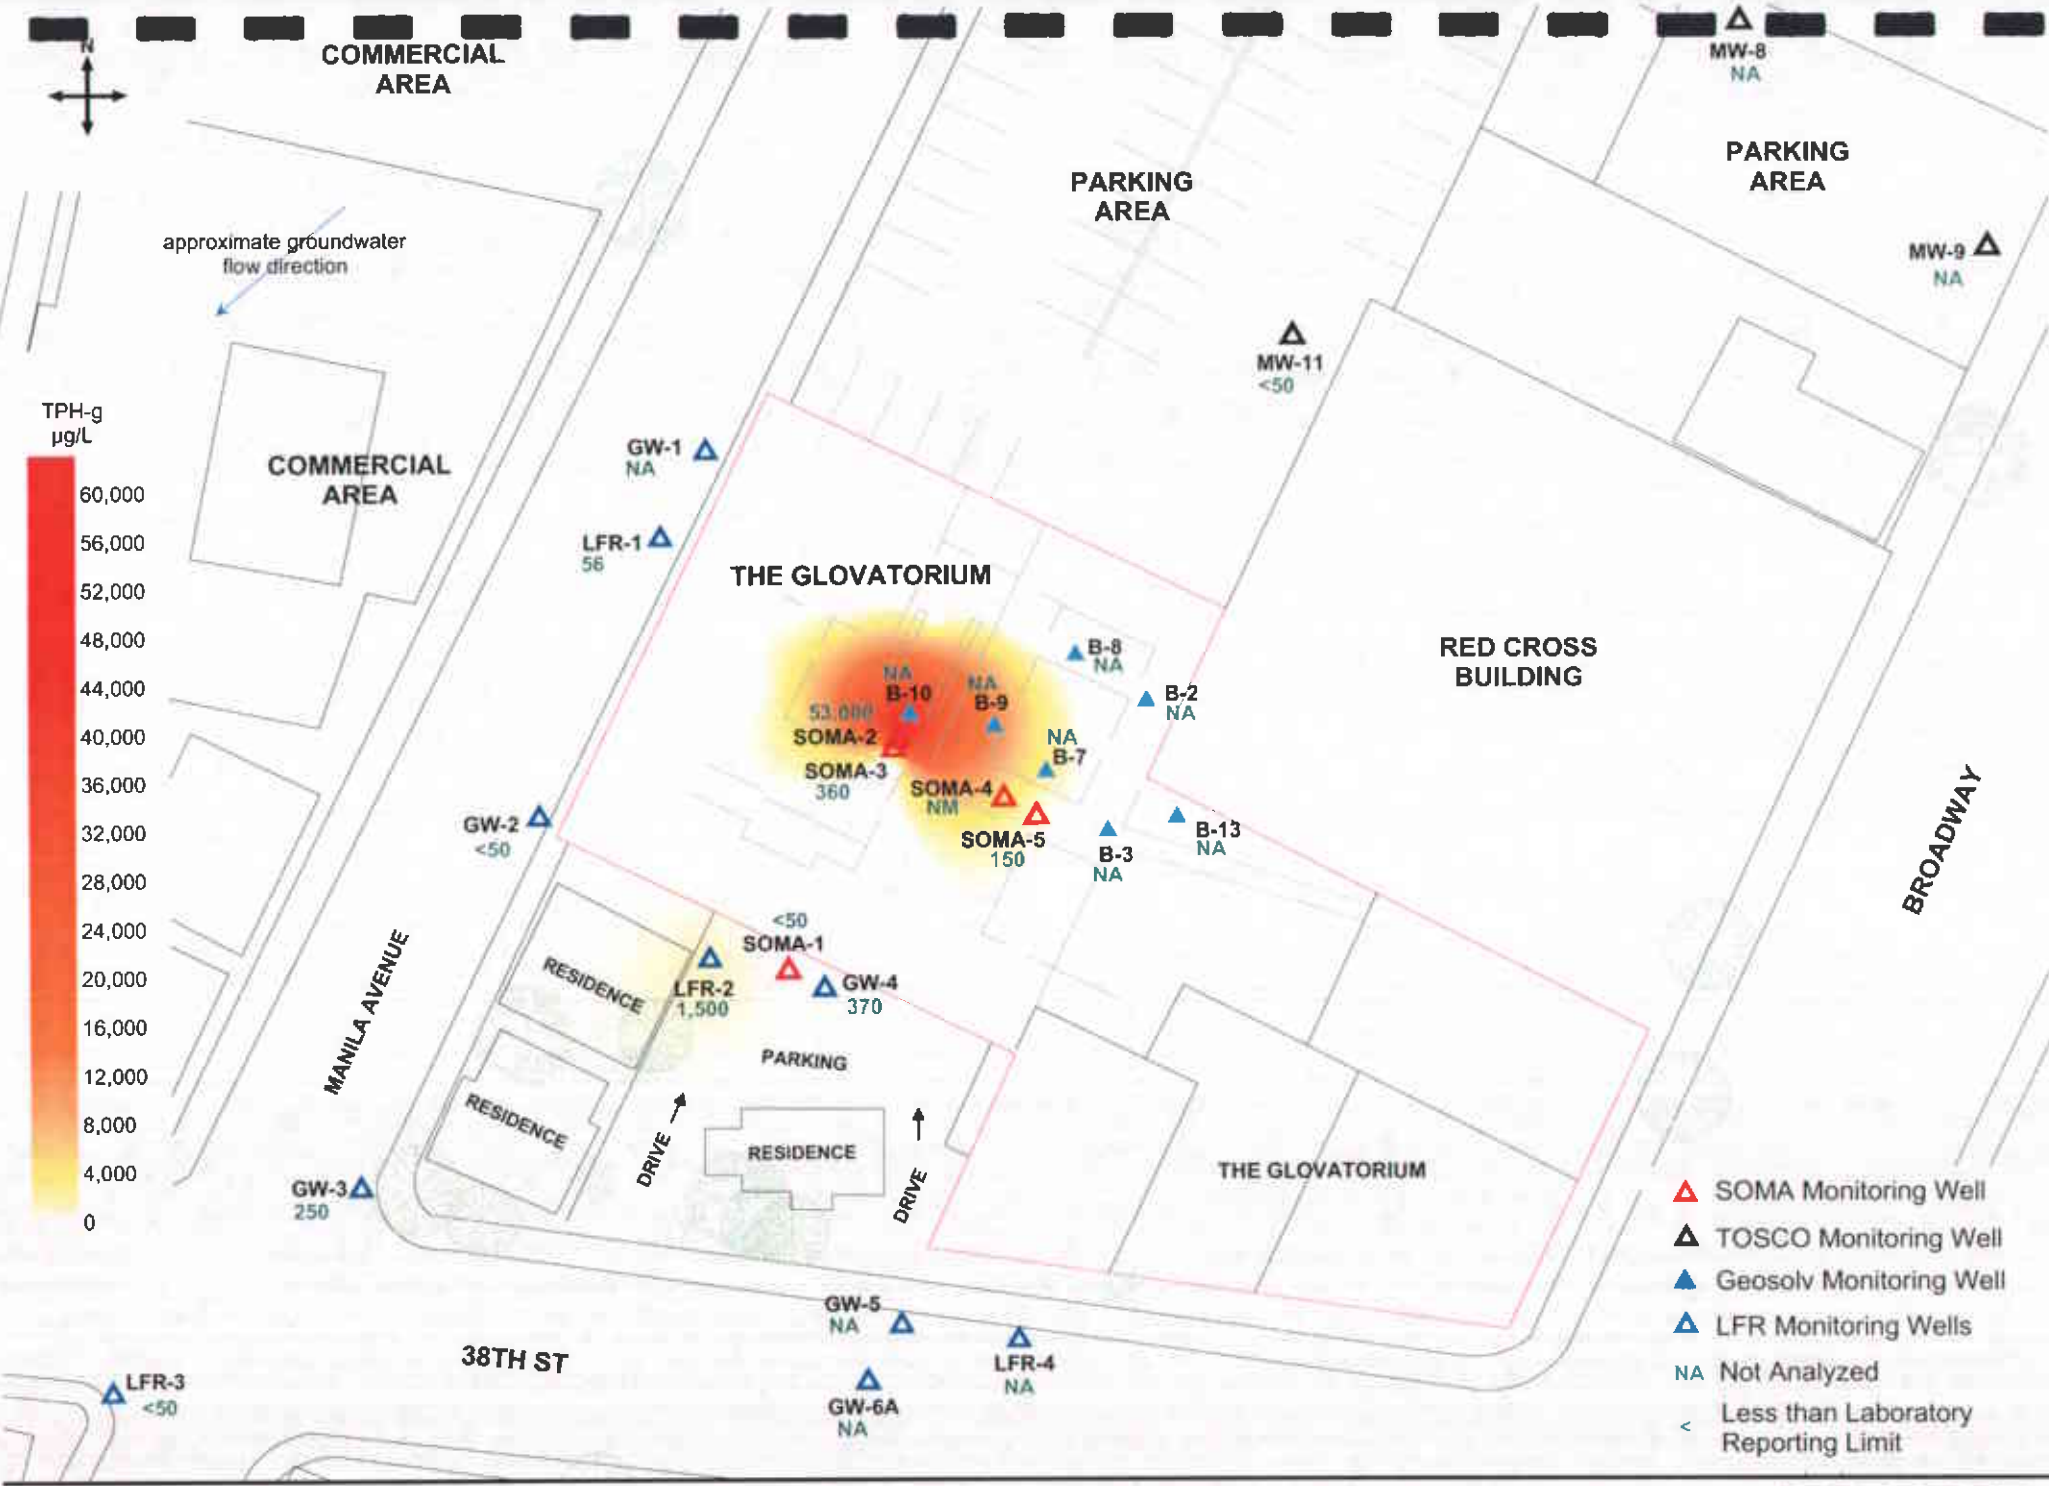 N
COMMERCIAL
AREA
MW-8
NA
PARKING
AREA
PARKING
AREA
approximate groundwater
flow direction
MW-9
NA
MW-11
<50
TPH-g
µg/L
60,000
56,000
52,000
48,000
44,000
40,000
36,000
32,000
28,000
24,000
20,000
16,000
12,000
8,000
4,000
0
COMMERCIAL
AREA
GW-1
NA
LFR-1
56
THE GLOVATORIUM
RED CROSS
BUILDING
B-8
NA
NA
B-10
NA
B-9
B-2
NA
53,000
SOMA-2
SOMA-3
360
NA
B-7
SOMA-4
NM
SOMA-5
150
B-3
NA
B-13
NA
GW-2
<50
BROADWAY
<50
SOMA-1
LFR-2
1,500
GW-4
370
RESIDENCE
MANILA AVENUE
PARKING
RESIDENCE
DRIVE
RESIDENCE
DRIVE
THE GLOVATORIUM
GW-3
250
GW-5
NA
LFR-4
NA
GW-6A
NA
38TH ST
LFR-3
<50
SOMA Monitoring Well
TOSCO Monitoring Well
Geosolv Monitoring Well
LFR Monitoring Wells
NA Not Analyzed
< Less than Laboratory
Reporting Limit